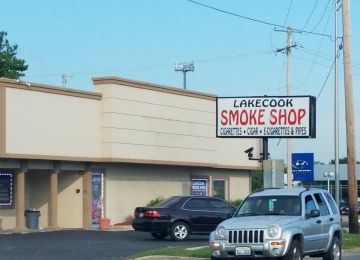 LAKECOOK
SMOKE SHOP
CIGARETTES • CIGAR • E-CIGARETTES & PIPES